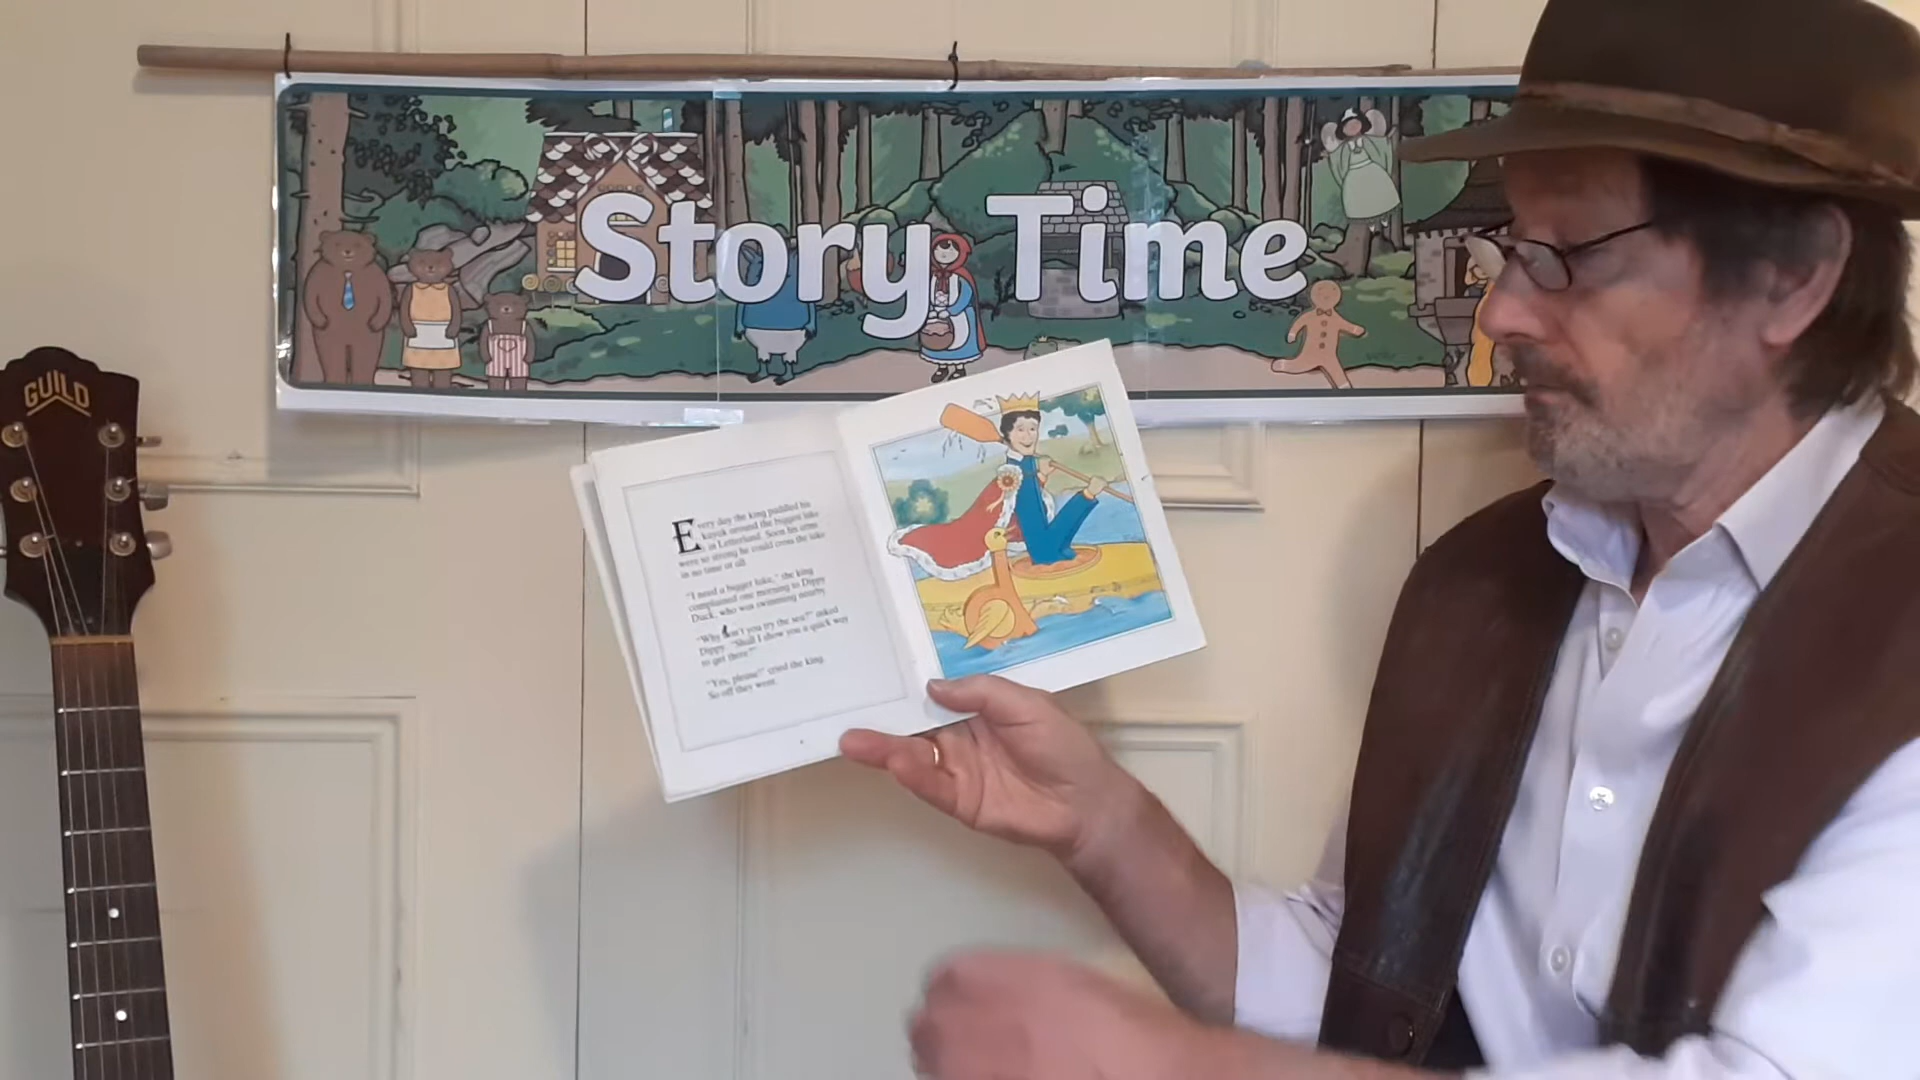 Story Time
GUILD
Every day the king paddled his
kayak around the biggest lake
in Letterland. Soon his arms
were so strong he could cross the lake
in no time at all.
"I need a bigger lake," the king
complained one morning to Dippy
Duck, who was swimming nearby.
"Why don't you try the sea?" asked
Dippy. "Shall I show you a quick way
to get there?"
"Yes, please!" cried the king.
So off they went.